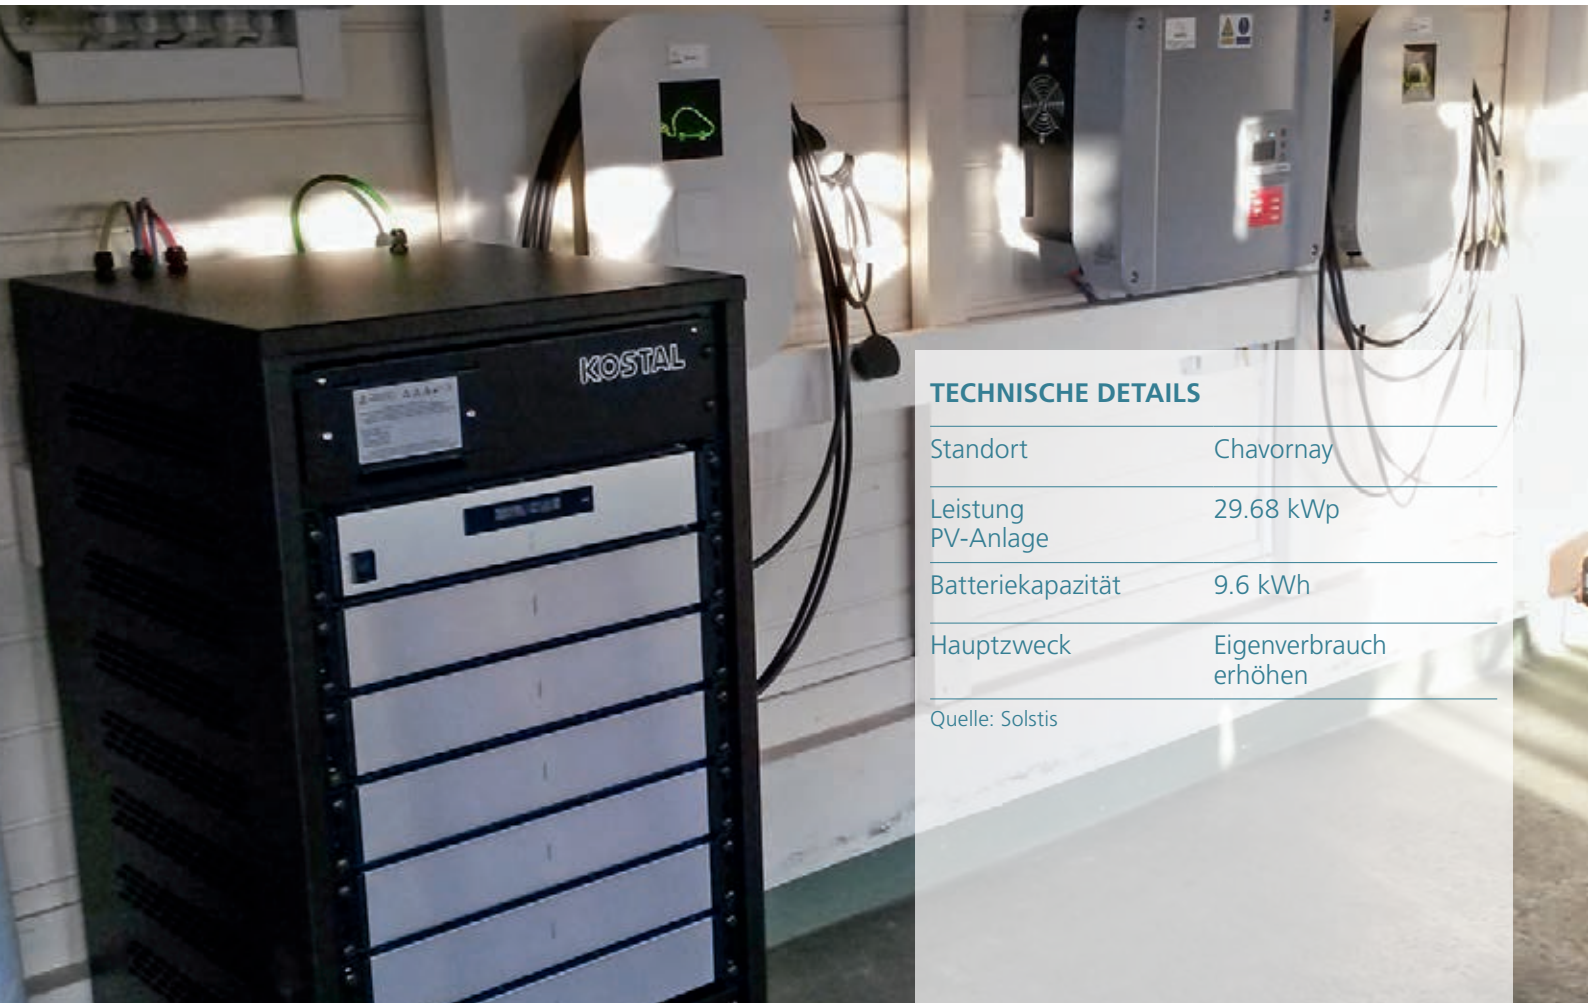 KOSTAL
TECHNISCHE DETAILS
Standort Chavornay
Leistung 29.68 kWp
PV-Anlage
Batteriekapazität 9.6 kWh
Hauptzweck Eigenverbrauch
erhöhen
Quelle: Solstis